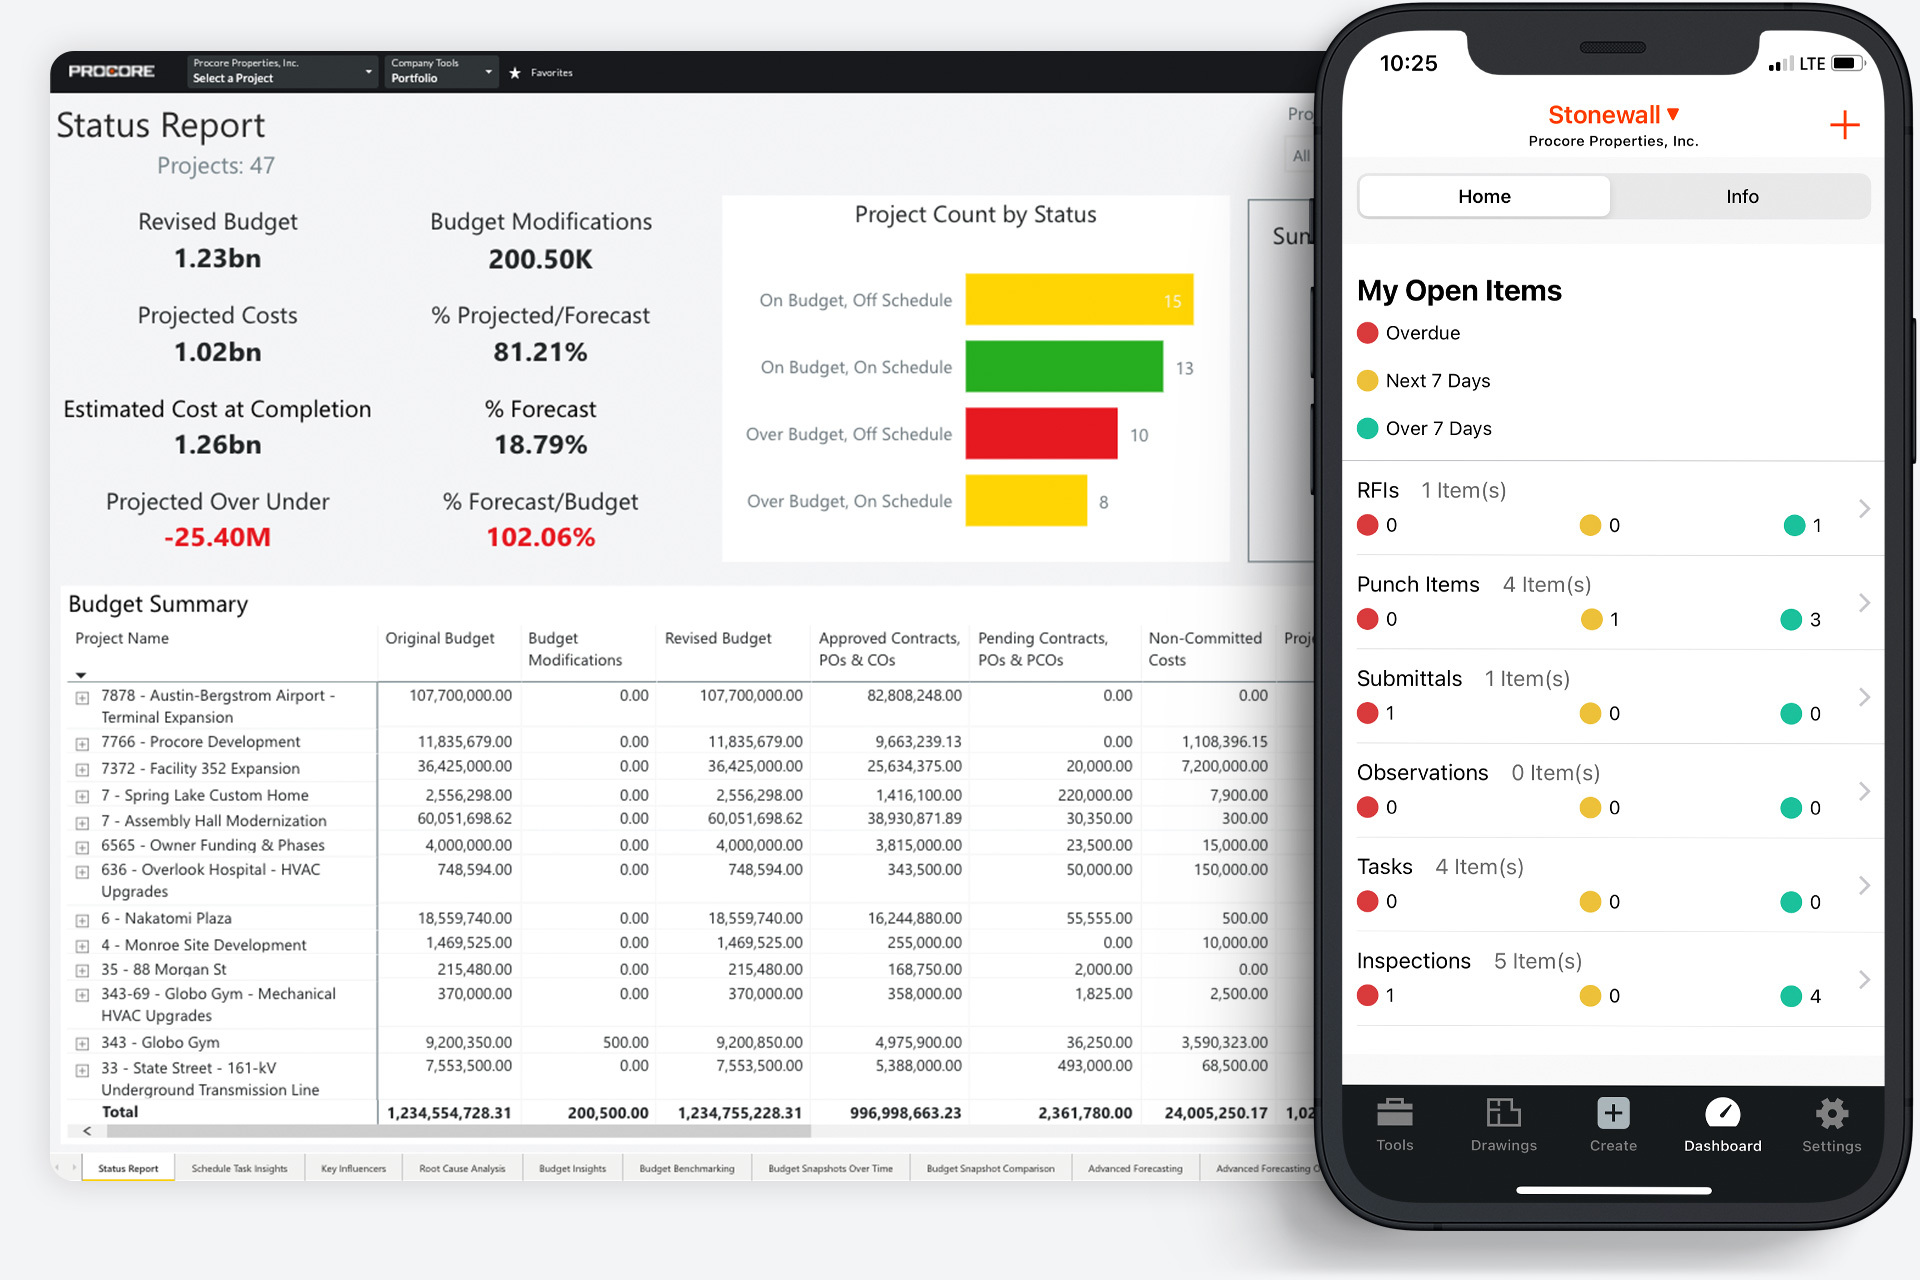 PROCORE
Procore Properties, Inc.
Select a Project
Company Tools
Portfolio
Favorites
Status Report
Projects: 47
All
Revised Budget
1.23bn
Budget Modifications
200.50K
Projected Costs
1.02bn
% Projected/Forecast
81.21%
Estimated Cost at Completion
1.26bn
% Forecast
18.79%
Projected Over Under
-25.40M
% Forecast/Budget
102.06%
Project Count by Status
On Budget, Off Schedule 15
On Budget, On Schedule 13
Over Budget, Off Schedule 10
Over Budget, On Schedule 8
Budget Summary
Project Name Original Budget Budget Modifications Revised Budget Approved Contracts, POs & COs Pending Contracts, POs & PCOs Non-Committed Costs
7878 - Austin-Bergstrom Airport - 107,700,000.00 0.00 107,700,000.00 82,808,248.00 0.00 0.00
Terminal Expansion
7766 - Procore Development 11,835,679.00 0.00 11,835,679.00 9,663,239.13 0.00 1,108,396.15
7372 - Facility 352 Expansion 36,425,000.00 0.00 36,425,000.00 25,634,375.00 20,000.00 7,200,000.00
7 - Spring Lake Custom Home 2,556,298.00 0.00 2,556,298.00 1,416,100.00 220,000.00 7,900.00
7 - Assembly Hall Modernization 60,051,698.62 0.00 60,051,698.62 38,930,871.89 30,350.00 300.00
6565 - Owner Funding & Phases 4,000,000.00 0.00 4,000,000.00 3,815,000.00 23,500.00 15,000.00
636 - Overlook Hospital - HVAC 748,594.00 0.00 748,594.00 343,500.00 50,000.00 150,000.00
Upgrades
6 - Nakatomi Plaza 18,559,740.00 0.00 18,559,740.00 16,244,880.00 55,555.00 500.00
4 - Monroe Site Development 1,469,525.00 0.00 1,469,525.00 255,000.00 0.00 10,000.00
35 - 88 Morgan St 215,480.00 0.00 215,480.00 168,750.00 2,000.00 0.00
343-69 - Globo Gym - Mechanical 370,000.00 0.00 370,000.00 358,000.00 1,825.00 2,500.00
HVAC Upgrades
343 - Globo Gym 9,200,350.00 500.00 9,200,850.00 4,975,900.00 36,250.00 3,590,323.00
33 - State Street - 161-kV 7,553,500.00 0.00 7,553,500.00 5,388,000.00 493,000.00 68,500.00
Underground Transmission Line
Total 1,234,554,728.31 200,500.00 1,234,755,228.31 996,998,663.23 2,361,780.00 24,005,250.17 1,02
Status Report Schedule Task Insights Key Influencers Root Cause Analysis Budget Insights Budget Benchmarking Budget Snapshots Over Time Budget Snapshot Comparison Advanced Forecasting Advanced Forecasting
10:25 LTE
Stonewall
Procore Properties, Inc.
Home Info
My Open Items
Overdue
Next 7 Days
Over 7 Days
RFIs 1 Item(s)
0 0 1
Punch Items 4 Item(s)
0 1 3
Submittals 1 Item(s)
1 0 0
Observations 0 Item(s)
0 0 0
Tasks 4 Item(s)
0 0 0
Inspections 5 Item(s)
1 0 4
Tools Drawings Create Dashboard Settings